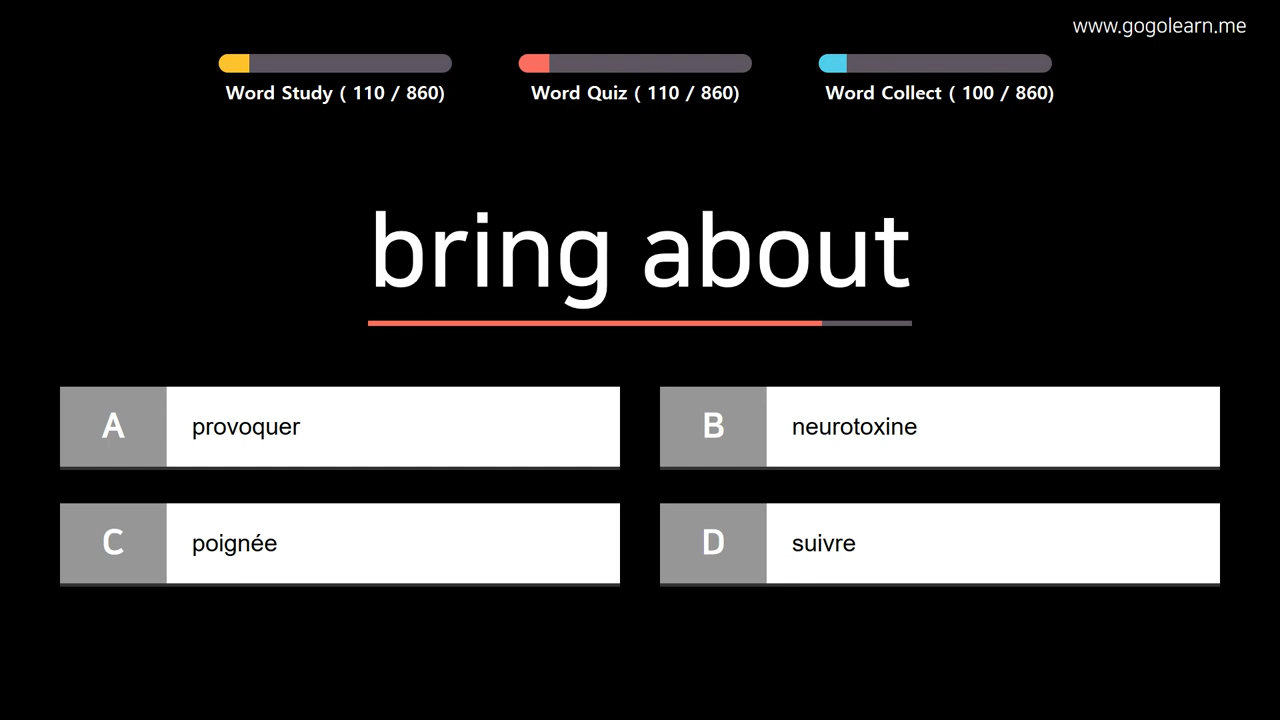 www.gogolearn.me
Word Study ( 110 / 860)
Word Quiz ( 110 / 860)
Word Collect ( 100 / 860)
bring about
A
provoquer
B
neurotoxine
C
poignée
D
suivre